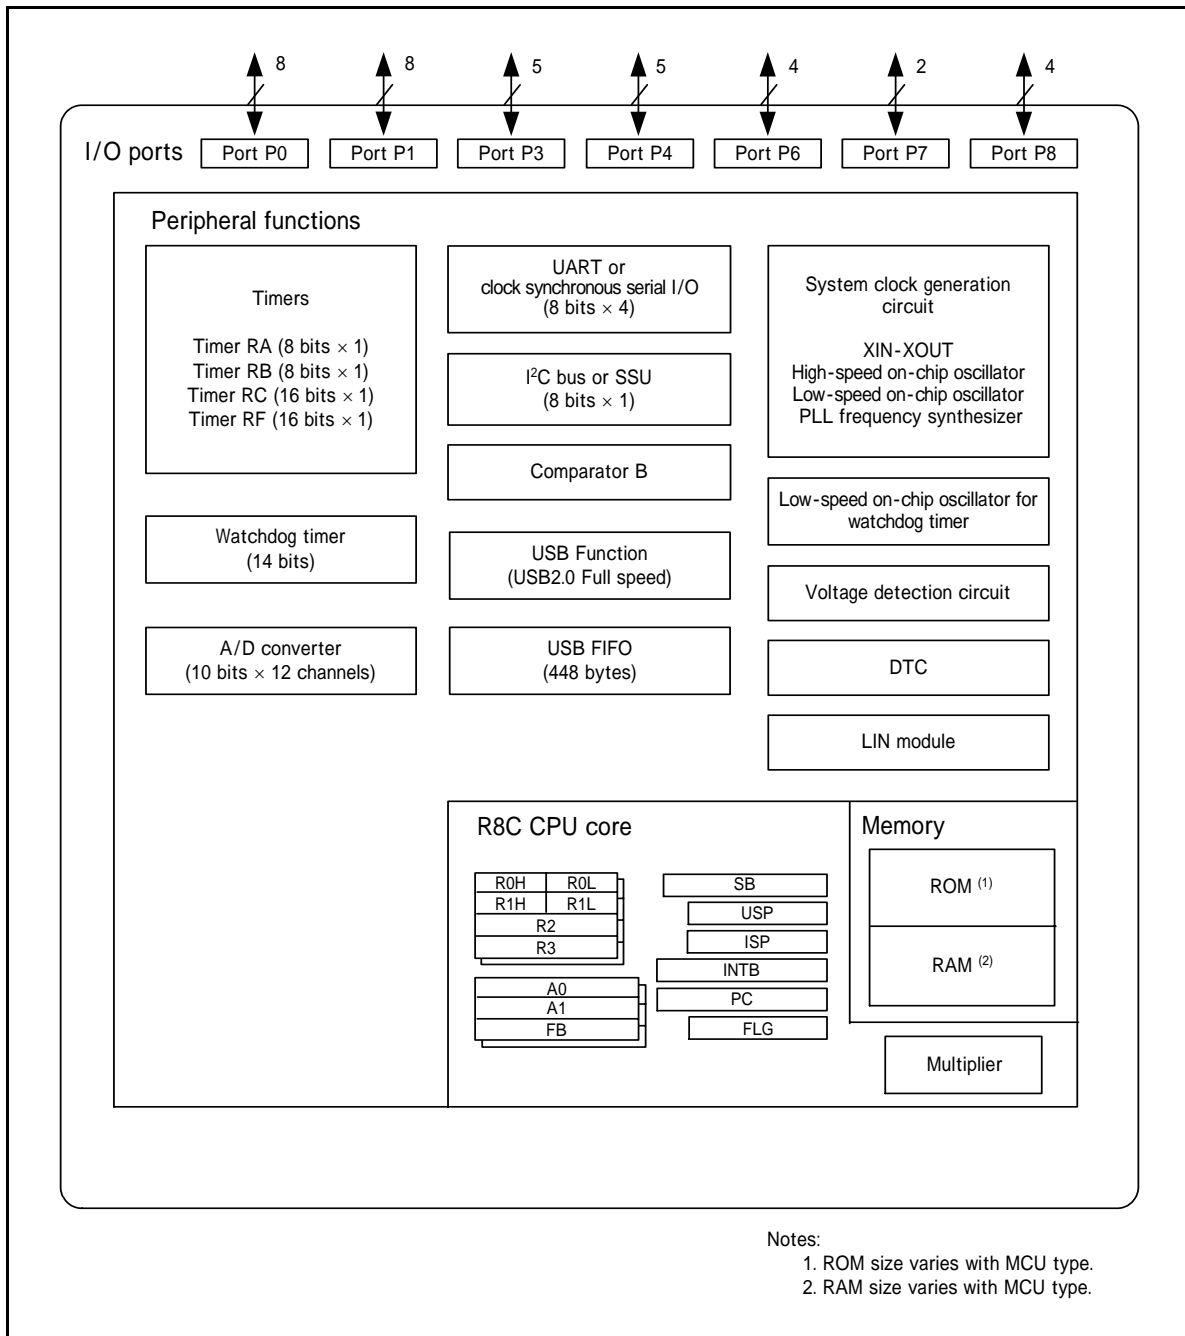 8
8
5
5
4
2
4
I/O ports
Port P0
Port P1
Port P3
Port P4
Port P6
Port P7
Port P8
Peripheral functions
Timers
Timer RA (8 bits × 1)
Timer RB (8 bits × 1)
Timer RC (16 bits × 1)
Timer RF (16 bits × 1)
Watchdog timer
(14 bits)
A/D converter
(10 bits × 12 channels)
UART or
clock synchronous serial I/O
(8 bits × 4)
I²C bus or SSU
(8 bits × 1)
Comparator B
USB Function
(USB2.0 Full speed)
USB FIFO
(448 bytes)
System clock generation
circuit
XIN-XOUT
High-speed on-chip oscillator
Low-speed on-chip oscillator
PLL frequency synthesizer
Low-speed on-chip oscillator for
watchdog timer
Voltage detection circuit
DTC
LIN module
R8C CPU core
R0H
R0L
R1H
R1L
R2
R3
A0
A1
FB
SB
USP
ISP
INTB
PC
FLG
Memory
ROM (1)
RAM (2)
Multiplier
Notes:
1. ROM size varies with MCU type.
2. RAM size varies with MCU type.